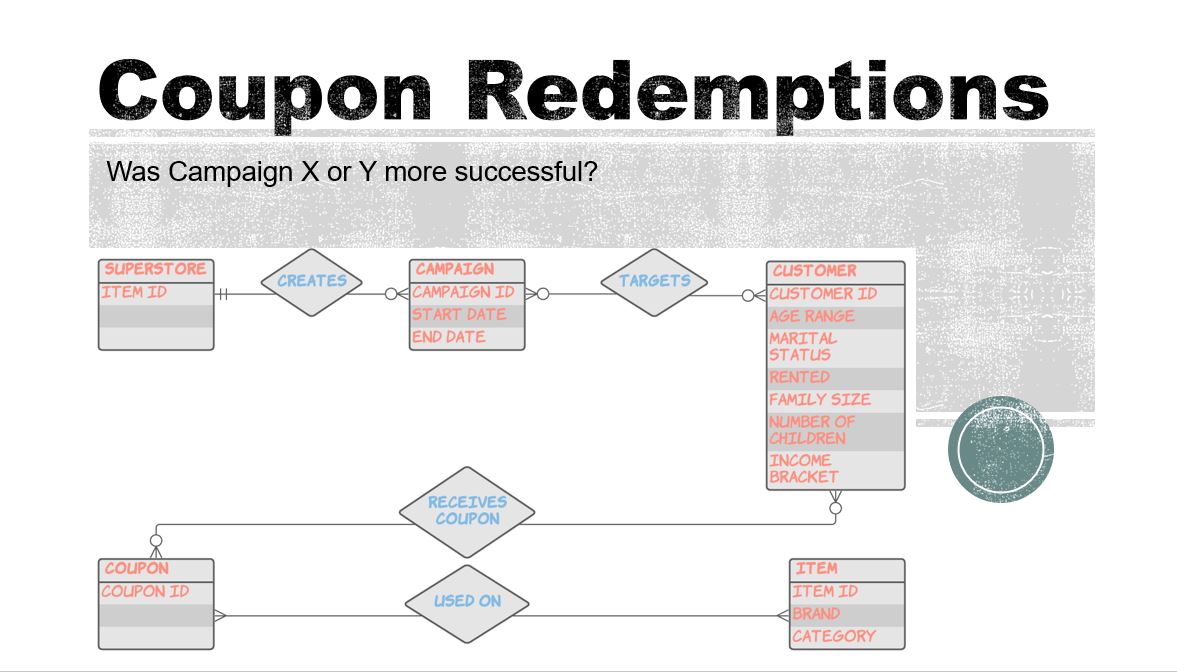 Coupon Redemptions
Was Campaign X or Y more successful?
SUPERSTORE
ITEM ID
CREATES
CAMPAIGN
CAMPAIGN ID
START DATE
END DATE
TARGETS
CUSTOMER
CUSTOMER ID
AGE RANGE
MARITAL
STATUS
RENTED
FAMILY SIZE
NUMBER OF
CHILDREN
INCOME
BRACKET
RECEIVES
COUPON
COUPON
COUPON ID
USED ON
ITEM
ITEM ID
BRAND
CATEGORY